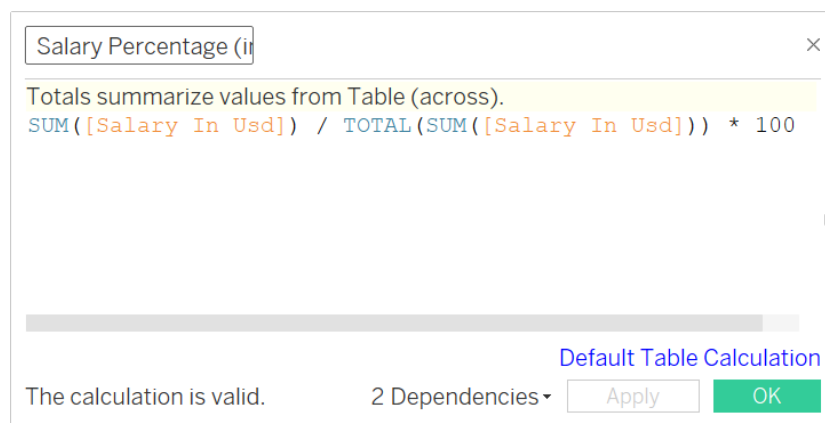 Salary Percentage (i
Totals summarize values from Table (across).
SUM([Salary In Usd]) / TOTAL(SUM([Salary In Usd])) * 100
Default Table Calculation
The calculation is valid.
2 Dependencies
Apply
OK